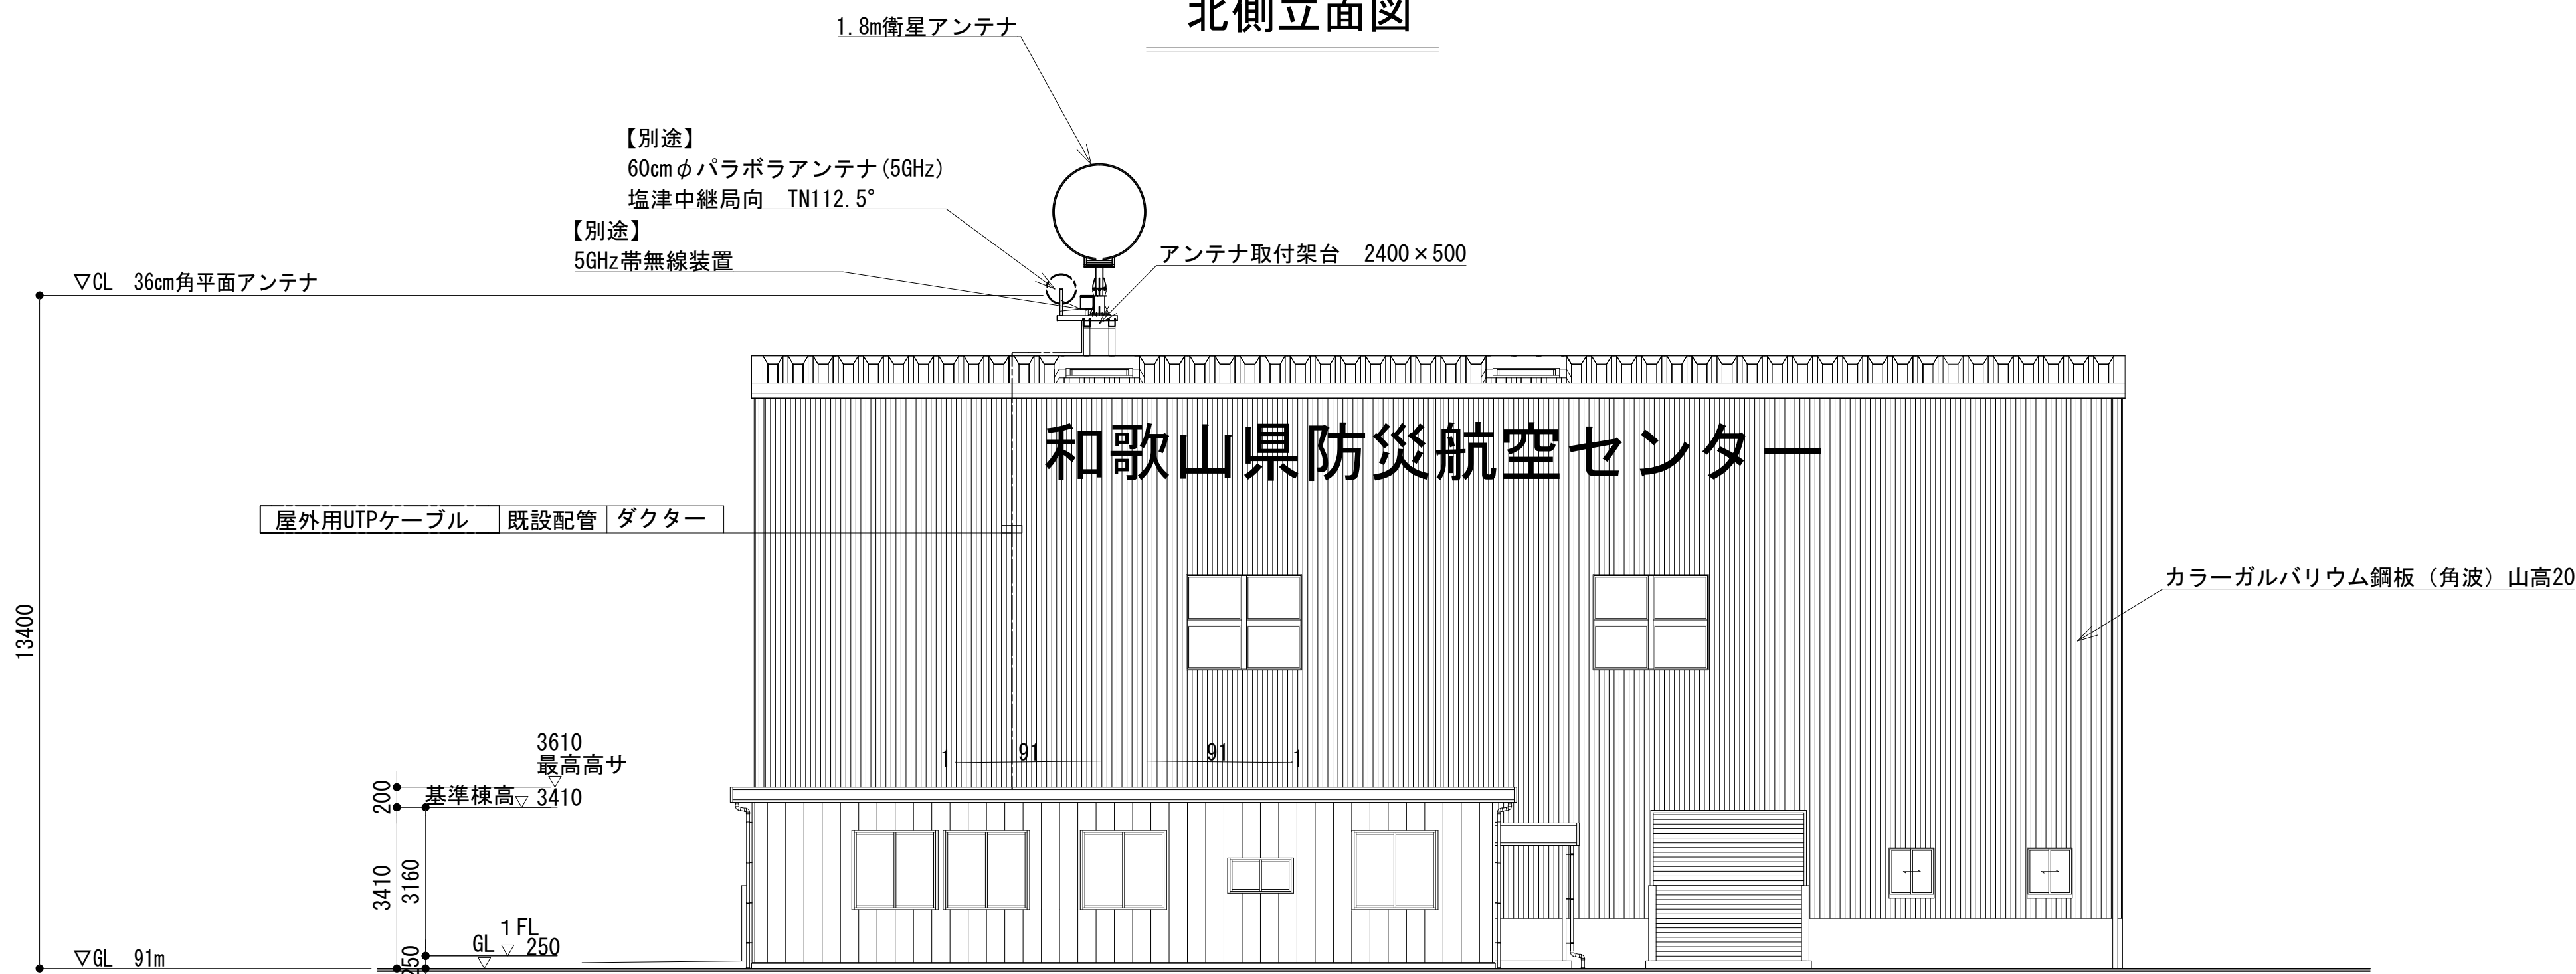 北側立面図
1.8m衛星アンテナ
【別途】
60cmφパラボラアンテナ(5GHz)
塩津中継局向 TN112.5°
【別途】
5GHz帯無線装置
アンテナ取付架台 2400×500
▽CL 36cm角平面アンテナ
和歌山県防災航空センター
屋外用UTPケーブル 既設配管 ダクター
カラーガルバリウム鋼板（角波）山高20
13400
1 91 91 1
3610
最高高サ
200
基準棟高▽ 3410
3410
3160
1FL
GL ▽ 250
250
▽GL 91m